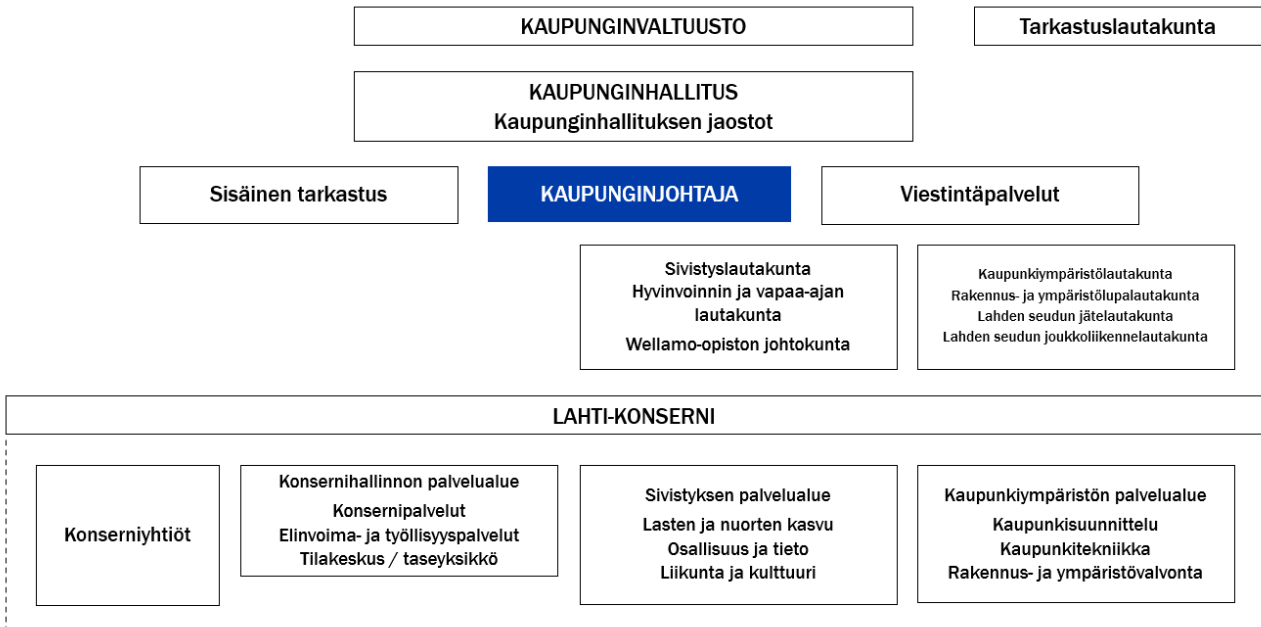 KAUPUNGINVALTUUSTO
Tarkastuslautakunta
KAUPUNGINHALLITUS
Kaupunginhallituksen jaostot
Sisäinen tarkastus
KAUPUNGINJOHTAJA
Viestintäpalvelut
Sivistyslautakunta
Hyvinvoinnin ja vapaa-ajan
lautakunta
Wellamo-opiston johtokunta
Kaupunkiympäristölautakunta
Rakennus- ja ympäristölupalautakunta
Lahden seudun jätelautakunta
Lahden seudun joukkoliikennelautakunta
LAHTI-KONSERNI
Konserniyhtiöt
Konsernihallinnon palvelualue
Konsernipalvelut
Elinvoima- ja työllisyyspalvelut
Tilakeskus / taseyksikkö
Sivistyksen palvelualue
Lasten ja nuorten kasvu
Osallisuus ja tieto
Liikunta ja kulttuuri
Kaupunkiympäristön palvelualue
Kaupunkisuunnittelu
Kaupunkitekniikka
Rakennus- ja ympäristövalvonta